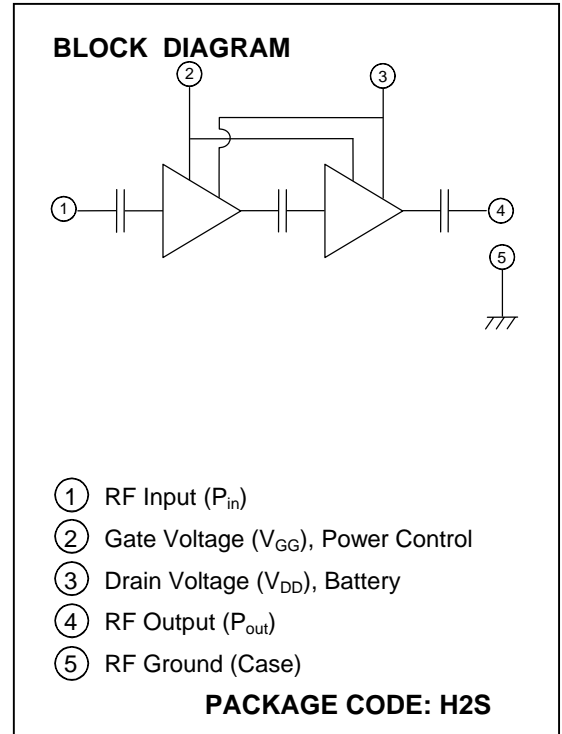 BLOCK DIAGRAM
2
3
1
4
5
1 RF Input (Pin)
2 Gate Voltage (VGG), Power Control
3 Drain Voltage (VDD), Battery
4 RF Output (Pout)
5 RF Ground (Case)
PACKAGE CODE: H2S